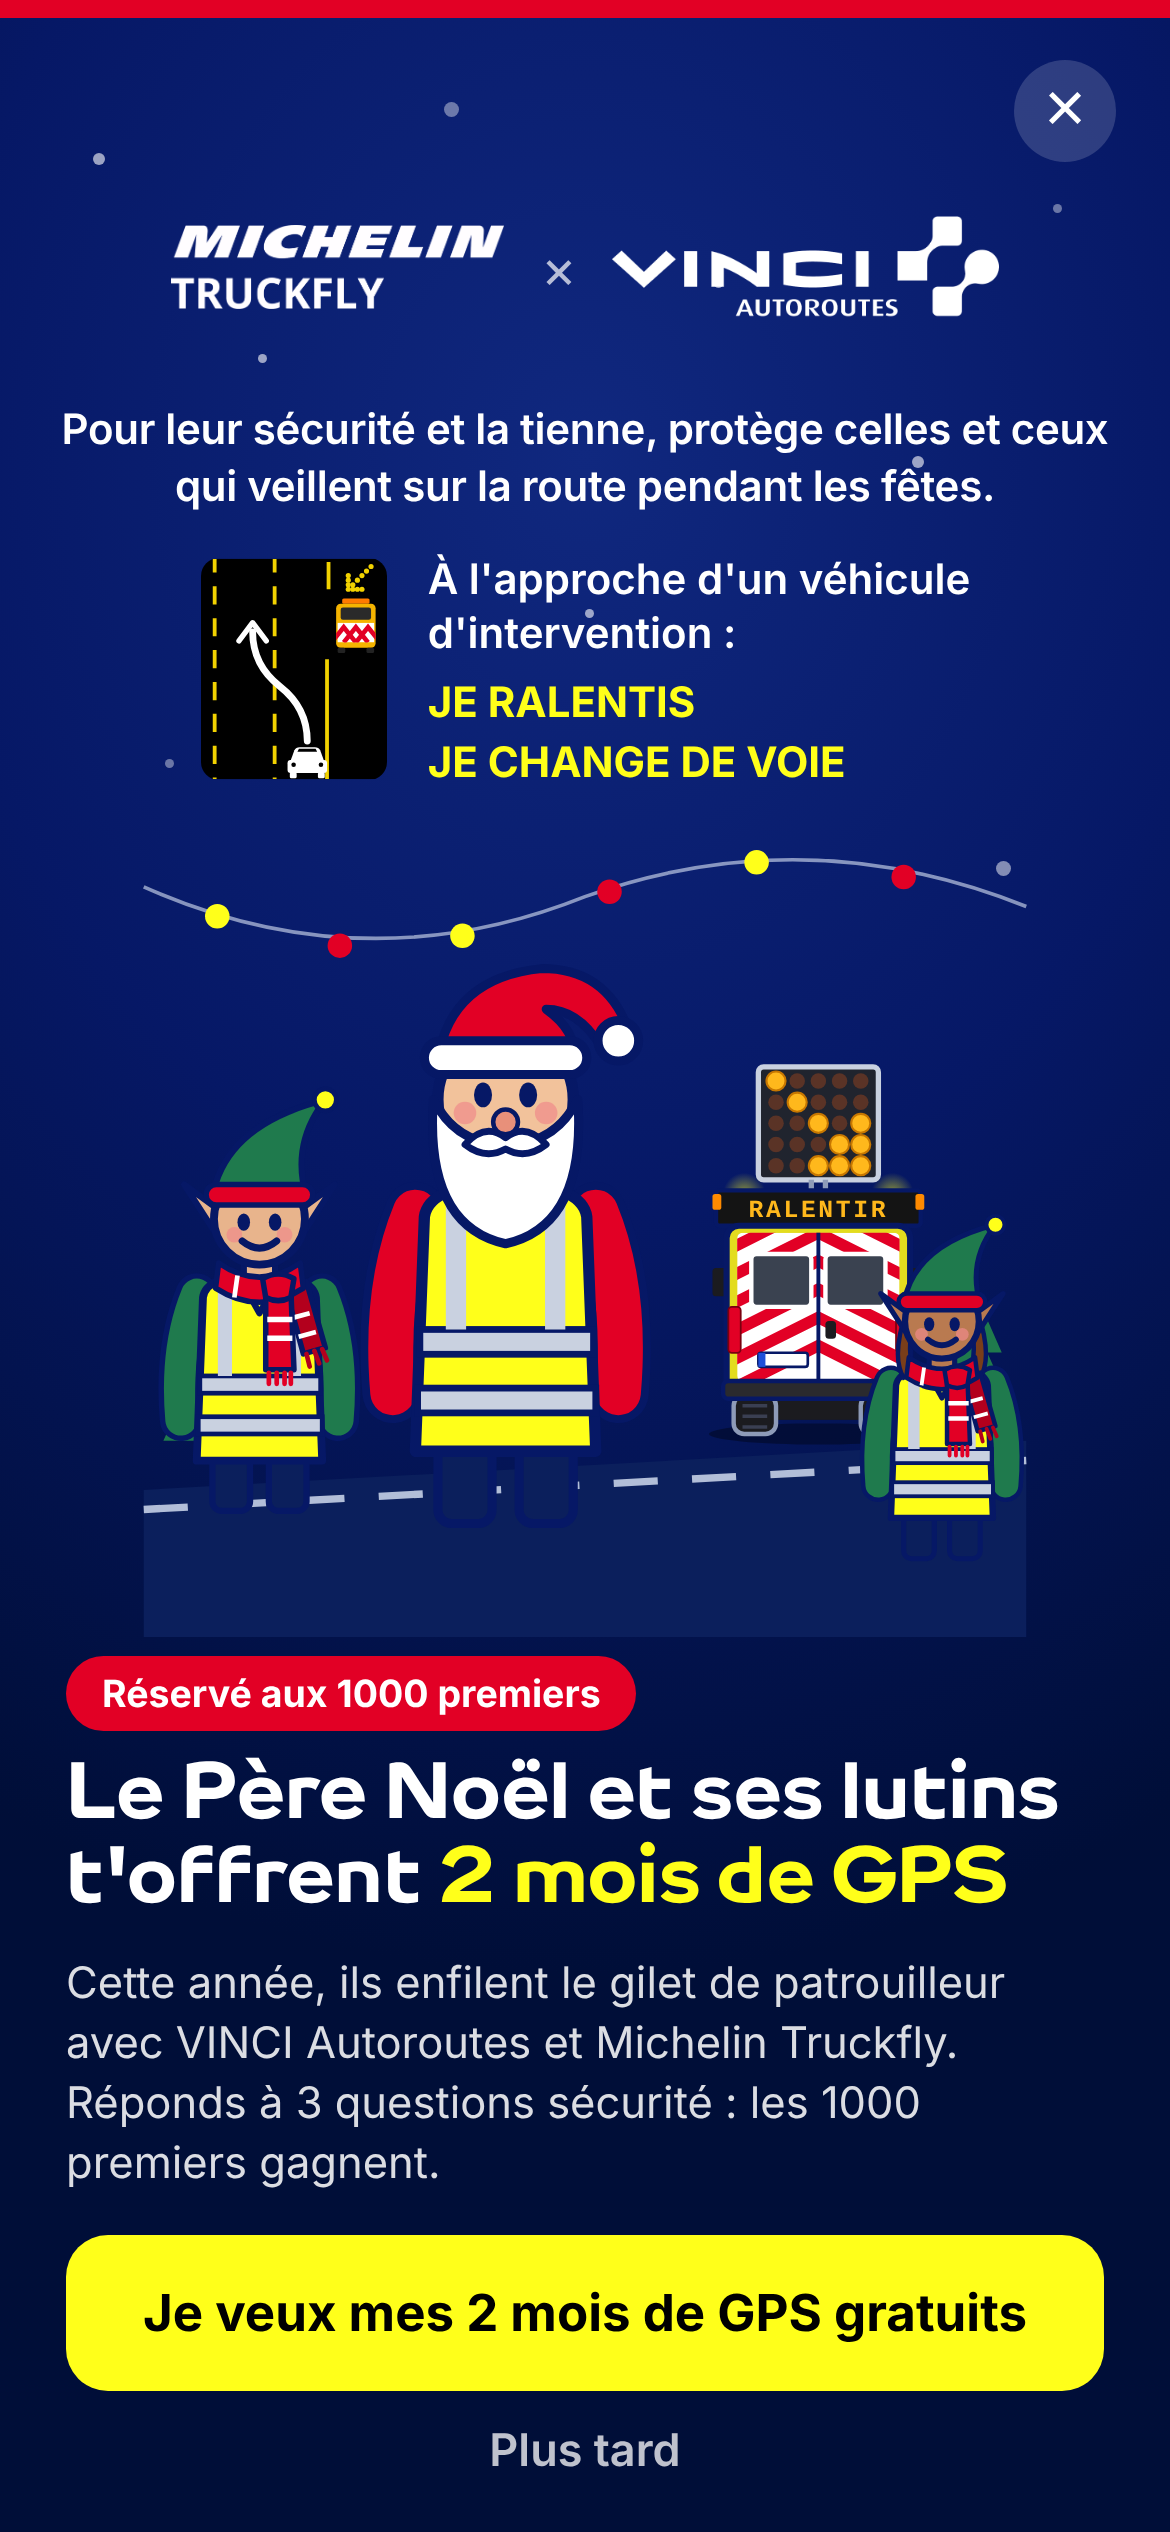 MICHELIN
TRUCKFLY
×
VINCI
AUTOROUTES
Pour leur sécurité et la tienne, protège celles et ceux
qui veillent sur la route pendant les fêtes.
À l'approche d'un véhicule
d'intervention :
JE RALENTIS
JE CHANGE DE VOIE
RALENTIR
Réservé aux 1000 premiers
Le Père Noël et ses lutins
t'offrent 2 mois de GPS
Cette année, ils enfilent le gilet de patrouilleur
avec VINCI Autoroutes et Michelin Truckfly.
Réponds à 3 questions sécurité : les 1000
premiers gagnent.
Je veux mes 2 mois de GPS gratuits
Plus tard